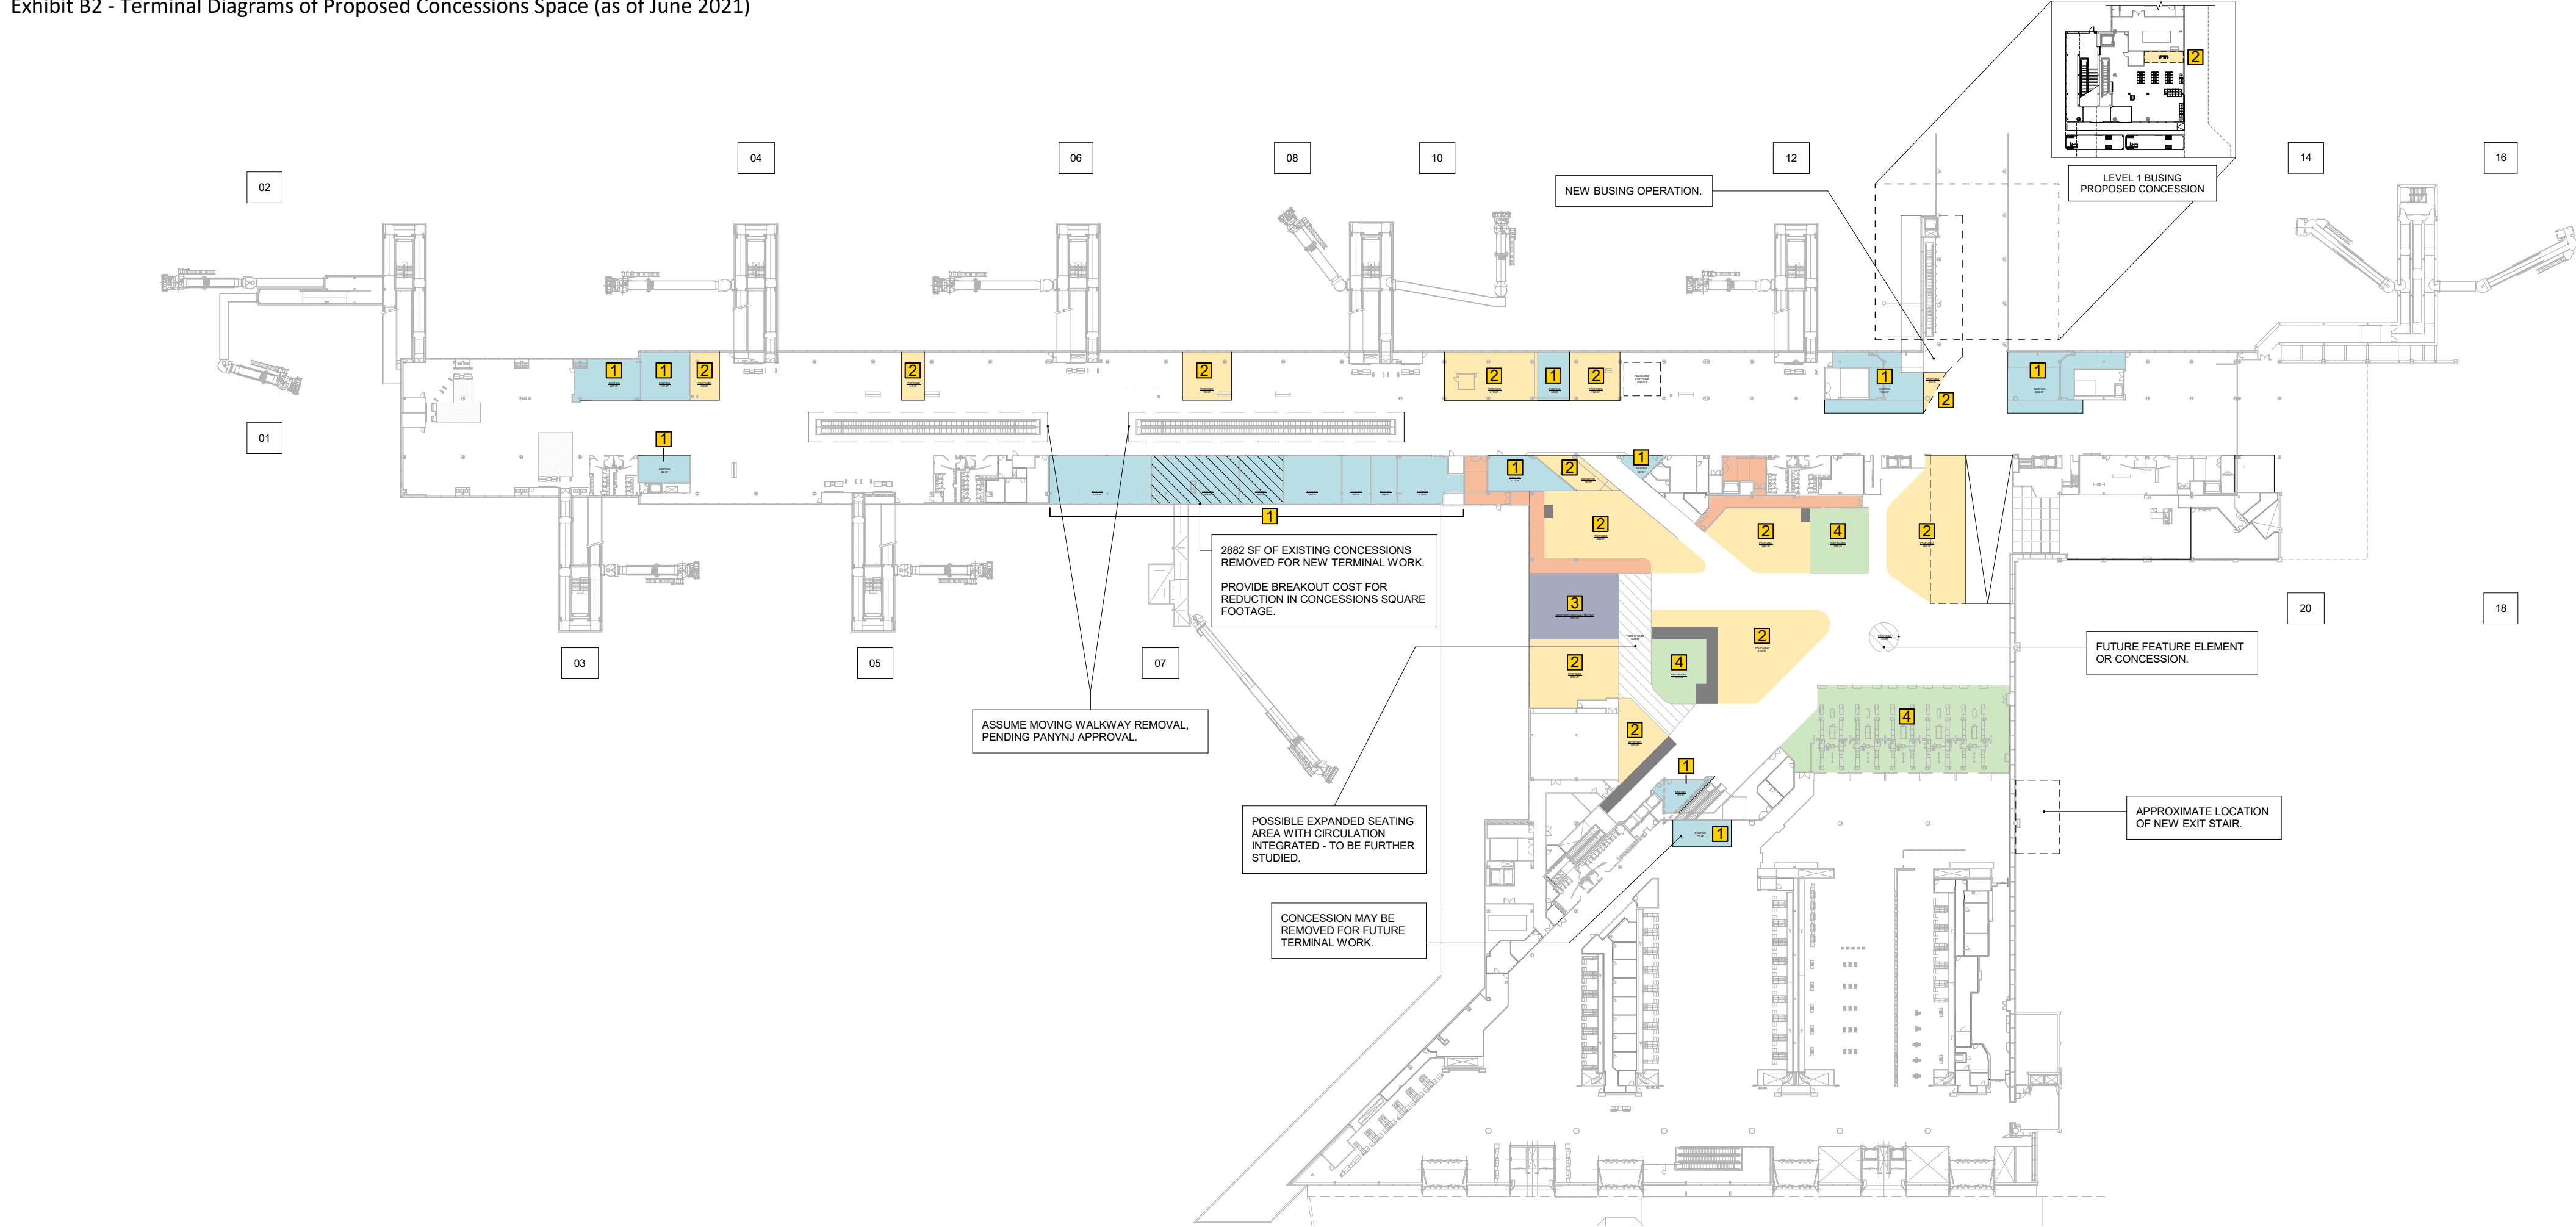 Exhibit B2 - Terminal Diagrams of Proposed Concessions Space (as of June 2021)
2
LEVEL 1 BUSING
PROPOSED CONCESSION
02
04
06
08
10
12
14
16
NEW BUSING OPERATION.
1
1
2
2
2
2
1
2
1
2
1
01
1
1
2
1
1
2
2
4
2
2882 SF OF EXISTING CONCESSIONS
REMOVED FOR NEW TERMINAL WORK.
PROVIDE BREAKOUT COST FOR
REDUCTION IN CONCESSIONS SQUARE
FOOTAGE.
3
2
2
4
20
18
03
05
07
FUTURE FEATURE ELEMENT
OR CONCESSION.
ASSUME MOVING WALKWAY REMOVAL,
PENDING PANYNJ APPROVAL.
2
4
1
1
POSSIBLE EXPANDED SEATING
AREA WITH CIRCULATION
INTEGRATED - TO BE FURTHER
STUDIED.
APPROXIMATE LOCATION
OF NEW EXIT STAIR.
CONCESSION MAY BE
REMOVED FOR FUTURE
TERMINAL WORK.